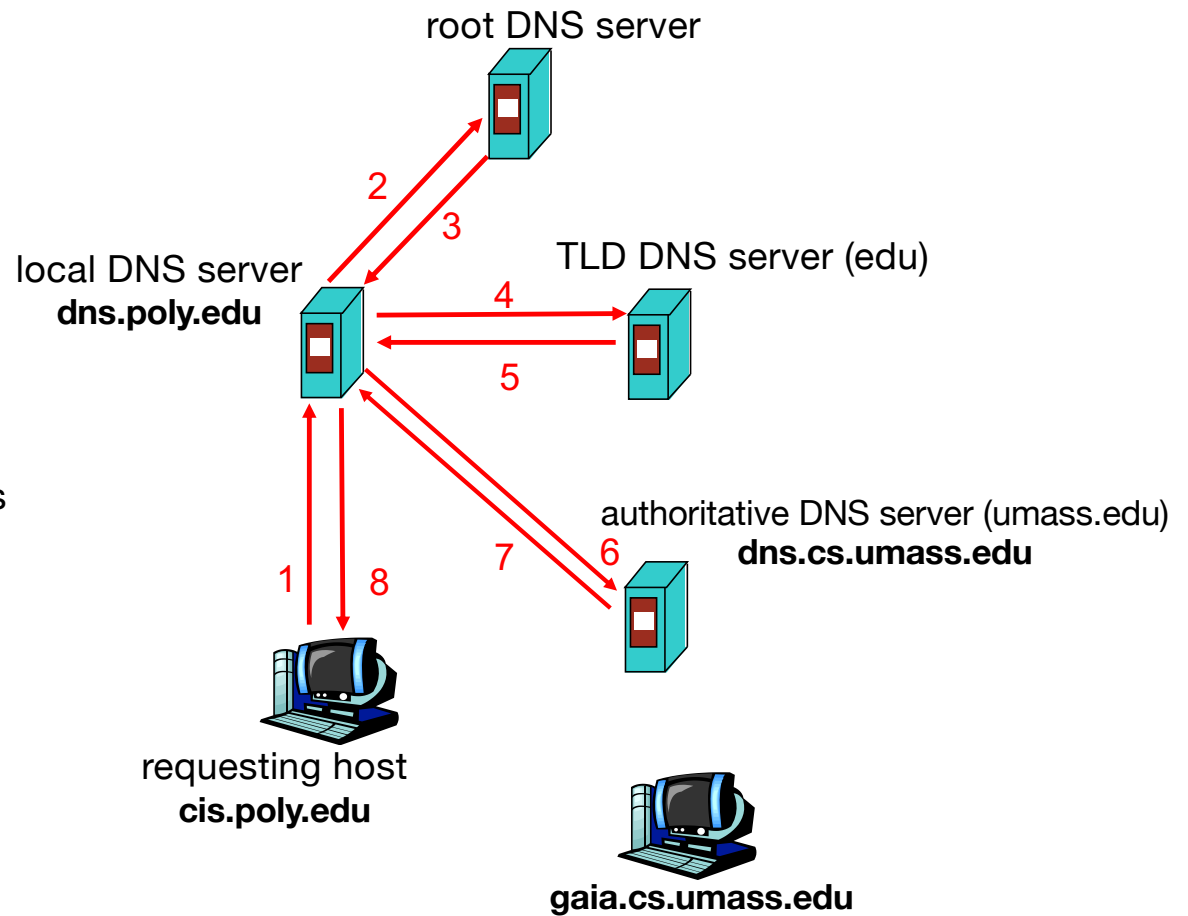 root DNS server
2
3
local DNS server
dns.poly.edu
TLD DNS server (edu)
4
5
s
authoritative DNS server (umass.edu)
dns.cs.umass.edu
6
7
1
8
requesting host
cis.poly.edu
gaia.cs.umass.edu